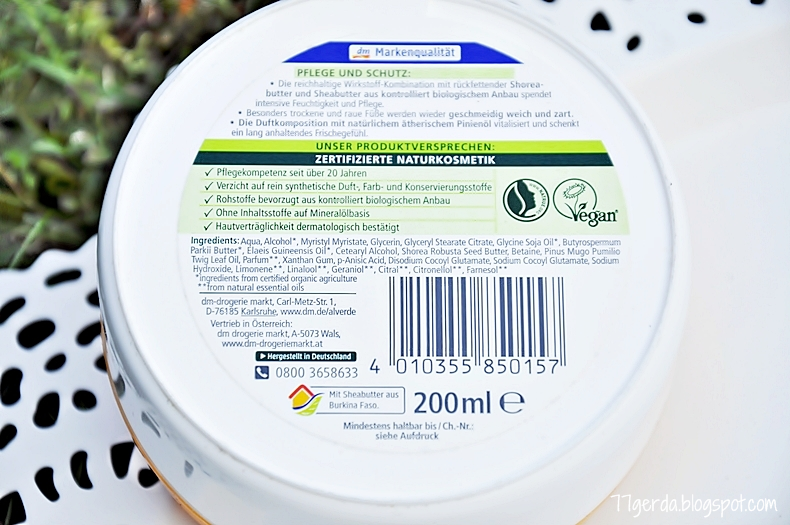 dm Markenqualität
PFLEGE UND SCHUTZ:
• Die reichhaltige Wirkstoff-Kombination mit rückfettender Shorea-
butter und Sheabutter aus kontrolliert biologischem Anbau spendet
intensive Feuchtigkeit und Pflege.
• Besonders trockene und raue Füße werden wieder geschmeidig weich und zart.
• Die Duftkomposition mit natürlichem ätherischem Pinienöl vitalisiert und schenkt
ein lang anhaltendes Frischegefühl.
UNSER PRODUKTVERSPRECHEN:
ZERTIFIZIERTE NATURKOSMETIK
✓ Pflegekompetenz seit über 20 Jahren
✓ Verzicht auf rein synthetische Duft-, Farb- und Konservierungsstoffe
✓ Rohstoffe bevorzugt aus kontrolliert biologischem Anbau
✓ Ohne Inhaltsstoffe auf Mineralölbasis
✓ Hautverträglichkeit dermatologisch bestätigt
Vegan
Ingredients: Aqua, Alcohol*, Myristyl Myristate, Glycerin, Glyceryl Stearate Citrate, Glycine Soja Oil*, Butyrospermum
Parkii Butter*, Elaeis Guineensis Oil*, Cetearyl Alcohol, Shorea Robusta Seed Butter, Betaine, Pinus Mugo Pumilio
Twig Leaf Oil, Parfum**, Xanthan Gum, p-Anisic Acid, Disodium Cocoyl Glutamate, Sodium Cocoyl Glutamate, Sodium
Hydroxide, Limonene**, Linalool**, Geraniol**, Citral**, Citronellol**, Farnesol**
*ingredients from certified organic agriculture
**from natural essential oils
dm-drogerie markt, Carl-Metz-Str. 1,
D-76185 Karlsruhe, www.dm.de/alverde
Vertrieb in Österreich:
dm drogerie markt, A-5073 Wals,
www.dm-drogeriemarkt.at
Hergestellt in Deutschland
0800 3658633
4 010355 850157
Mit Sheabutter aus
Burkina Faso.
200ml ℮
Mindestens haltbar bis /Ch.-Nr.:
siehe Aufdruck
77gerda.blogspot.com